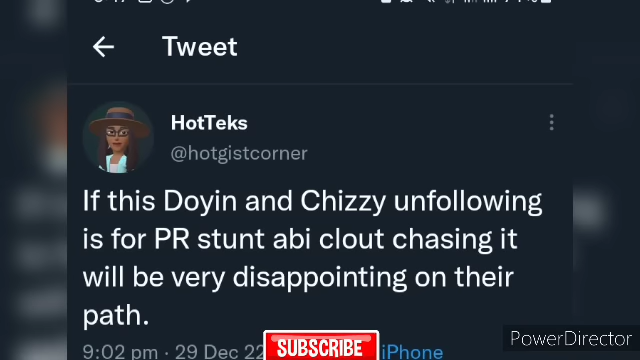 Tweet
HotTeks
@hotgistcorner
If this Doyin and Chizzy unfollowing
is for PR stunt abi clout chasing it
will be very disappointing on their
path.
9:02 pm · 29 Dec 22
iPhone
SUBSCRIBE
PowerDirector